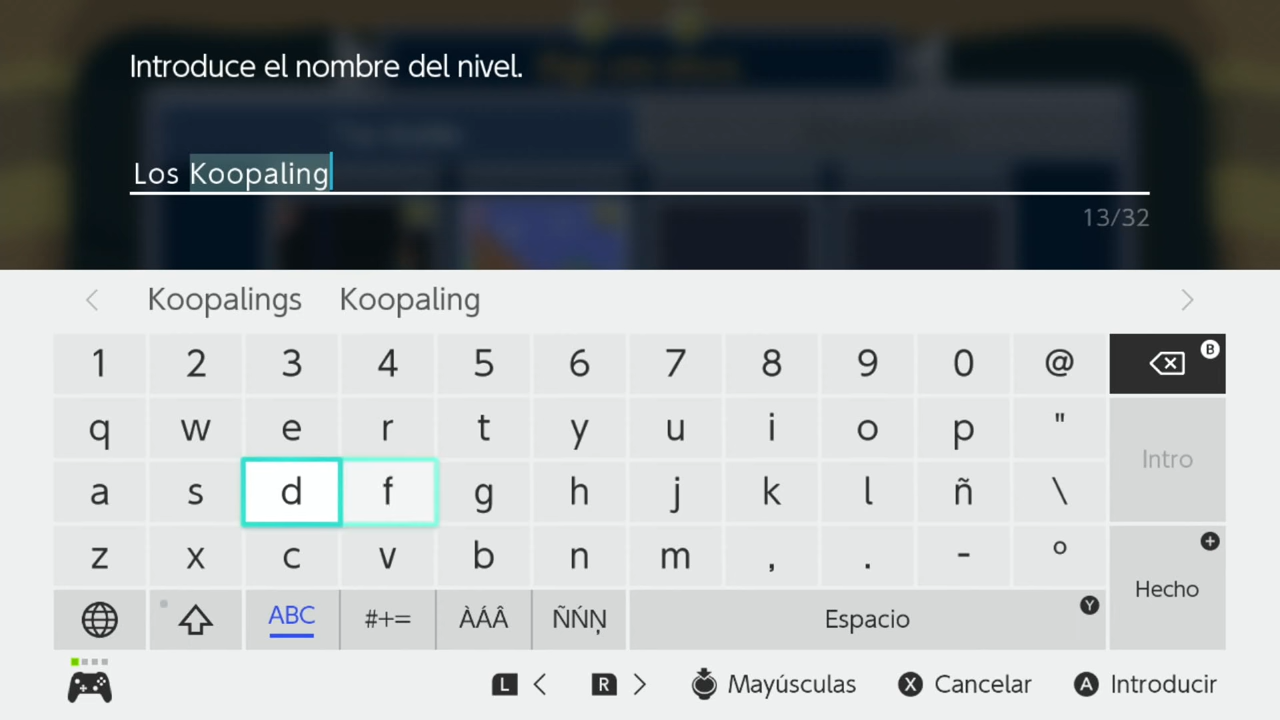 Introduce el nombre del nivel.
Los Koopaling
13/32
Koopalings Koopaling
1 2 3 4 5 6 7 8 9 0 @ B
q w e r t y u i o p "
Intro
a s d f g h j k l ñ \
z x c v b n m , . - º +
Hecho
ABC #+= ÀÁÂ ÑŃŅ Espacio Y
L R Mayúsculas X Cancelar A Introducir